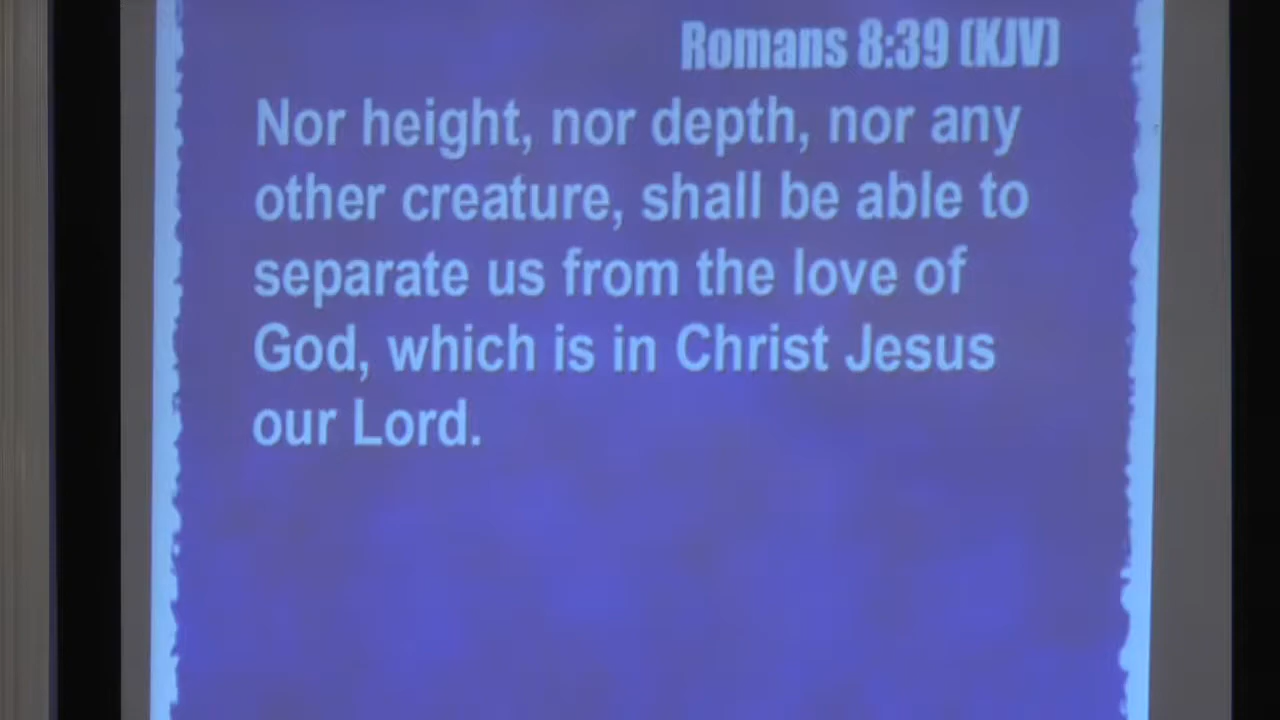 Romans 8:39 (KJV)
Nor height, nor depth, nor any
other creature, shall be able to
separate us from the love of
God, which is in Christ Jesus
our Lord.